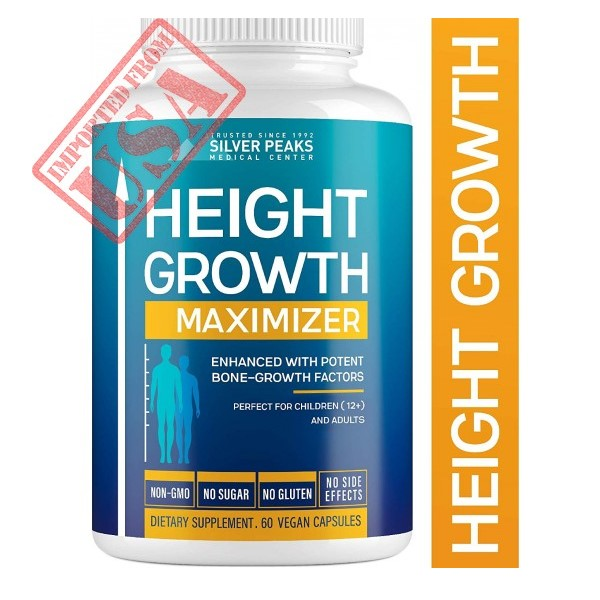 IMPORTED FROM
USA
TRUSTED SINCE 1992
SILVER PEAKS
MEDICAL CENTER
HEIGHT
GROWTH
MAXIMIZER
ENHANCED WITH POTENT
BONE-GROWTH FACTORS
PERFECT FOR CHILDREN (12+)
AND ADULTS
NON-GMO
NO SUGAR
NO GLUTEN
NO SIDE
EFFECTS
DIETARY SUPPLEMENT. 60 VEGAN CAPSULES
HEIGHT GROWTH